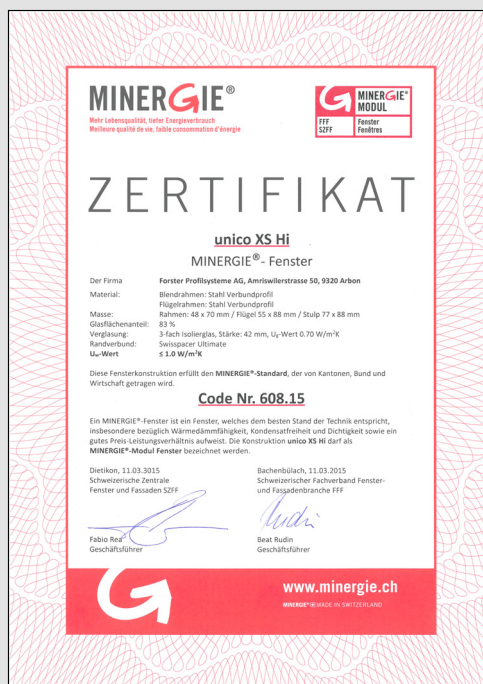 MINERGIE®
Mehr Lebensqualität, tiefer Energieverbrauch
Meilleure qualité de vie, faible consommation d'énergie
MINERGIE®
MODUL
FFF
SZFF
Fenster
Fenêtres
ZERTIFIKAT
unico XS Hi
MINERGIE®- Fenster
Der Firma Forster Profilsysteme AG, Amriswilerstrasse 50, 9320 Arbon
Material: Blendrahmen: Stahl Verbundprofil
Flügelrahmen: Stahl Verbundprofil
Masse: Rahmen: 48 x 70 mm / Flügel 55 x 88 mm / Stulp 77 x 88 mm
Glasflächenanteil: 83 %
Verglasung: 3-fach Isolierglas, Stärke: 42 mm, Ug-Wert 0.70 W/m²K
Randverbund: Swisspacer Ultimate
Uw-Wert ≤ 1.0 W/m²K
Diese Fensterkonstruktion erfüllt den MINERGIE®-Standard, der von Kantonen, Bund und
Wirtschaft getragen wird.
Code Nr. 608.15
Ein MINERGIE®-Fenster ist ein Fenster, welches dem besten Stand der Technik entspricht,
insbesondere bezüglich Wärmedämmfähigkeit, Kondensatfreiheit und Dichtigkeit sowie ein
gutes Preis-Leistungsverhältnis aufweist. Die Konstruktion unico XS Hi darf als
MINERGIE®-Modul Fenster bezeichnet werden.
Dietikon, 11.03.3015
Schweizerische Zentrale
Fenster und Fassaden SZFF
Fabio Rea
Geschäftsführer
Bachenbülach, 11.03.2015
Schweizerischer Fachverband Fenster-
und Fassadenbranche FFF
Beat Rudin
Geschäftsführer
www.minergie.ch
MINERGIE® MADE IN SWITZERLAND